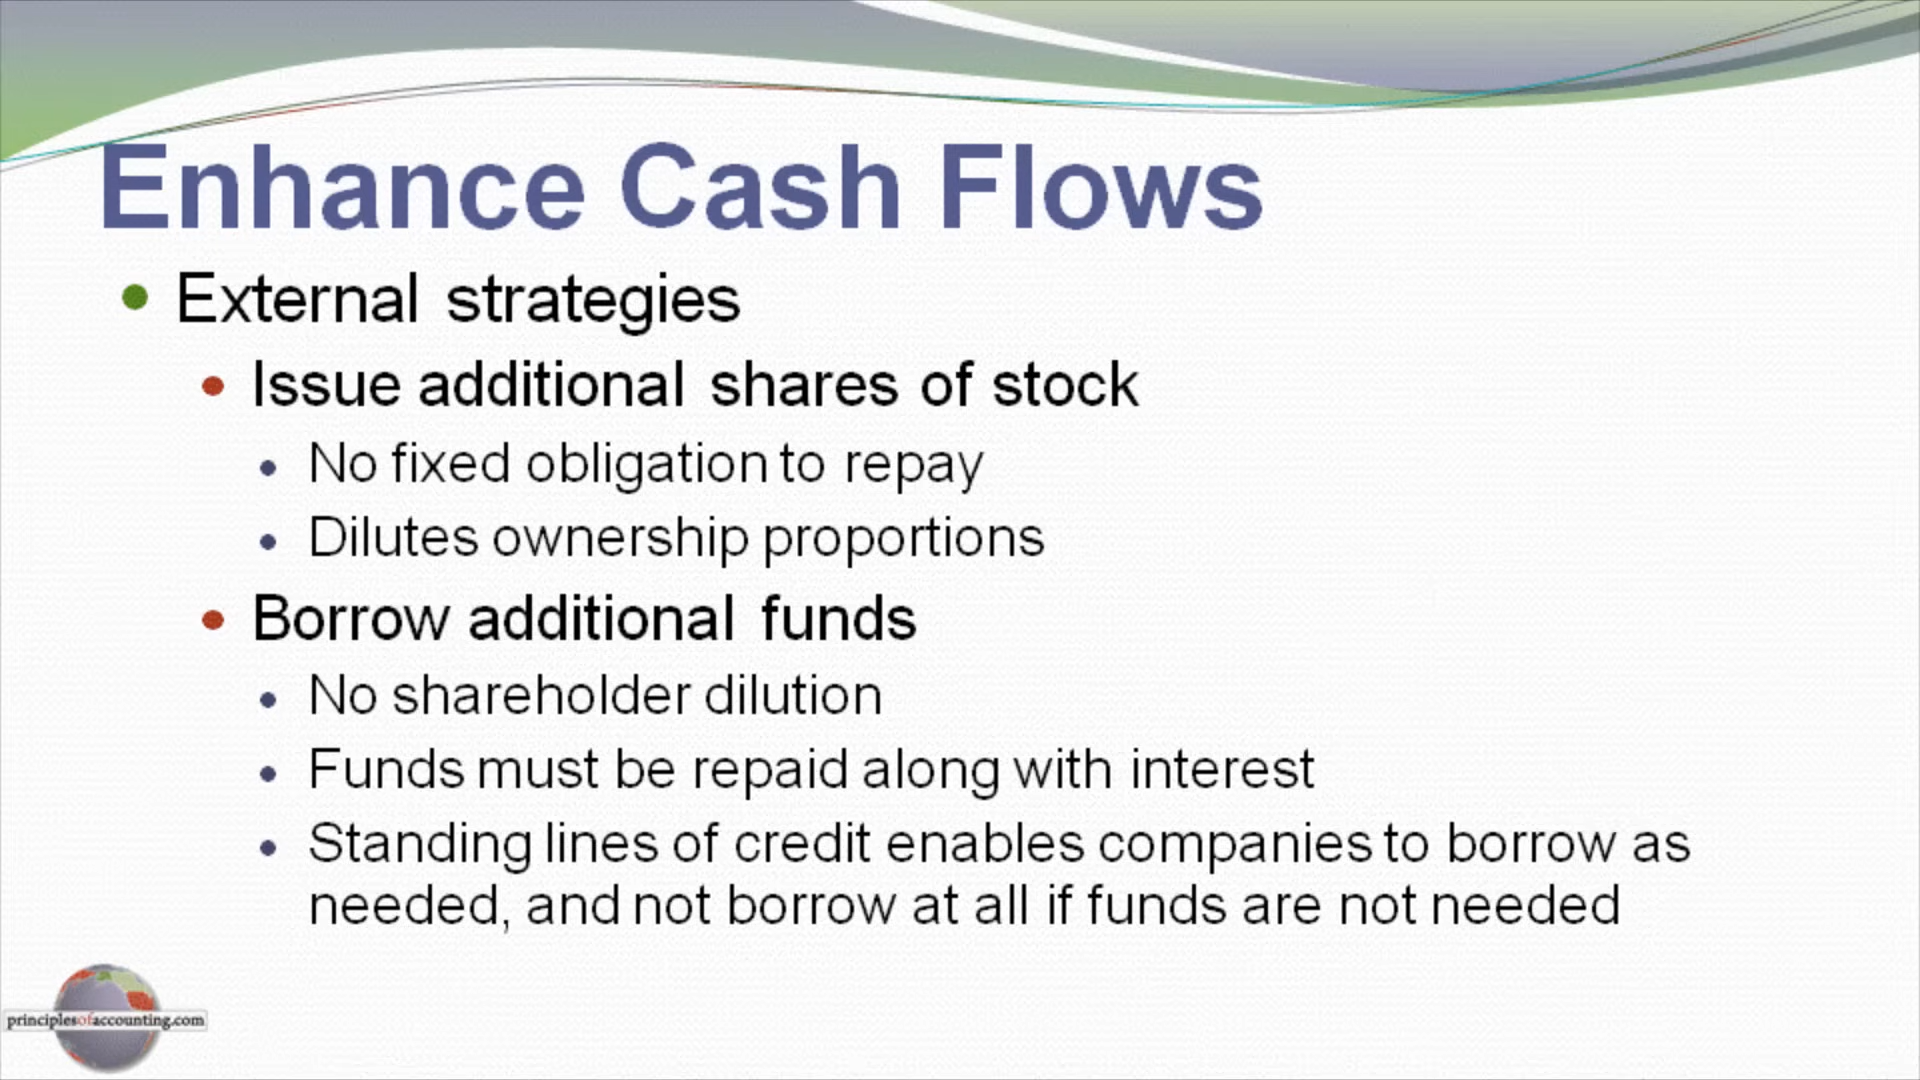 Enhance Cash Flows
External strategies
Issue additional shares of stock
No fixed obligation to repay
Dilutes ownership proportions
Borrow additional funds
No shareholder dilution
Funds must be repaid along with interest
Standing lines of credit enables companies to borrow as
needed, and not borrow at all if funds are not needed
principlesofaccounting.com